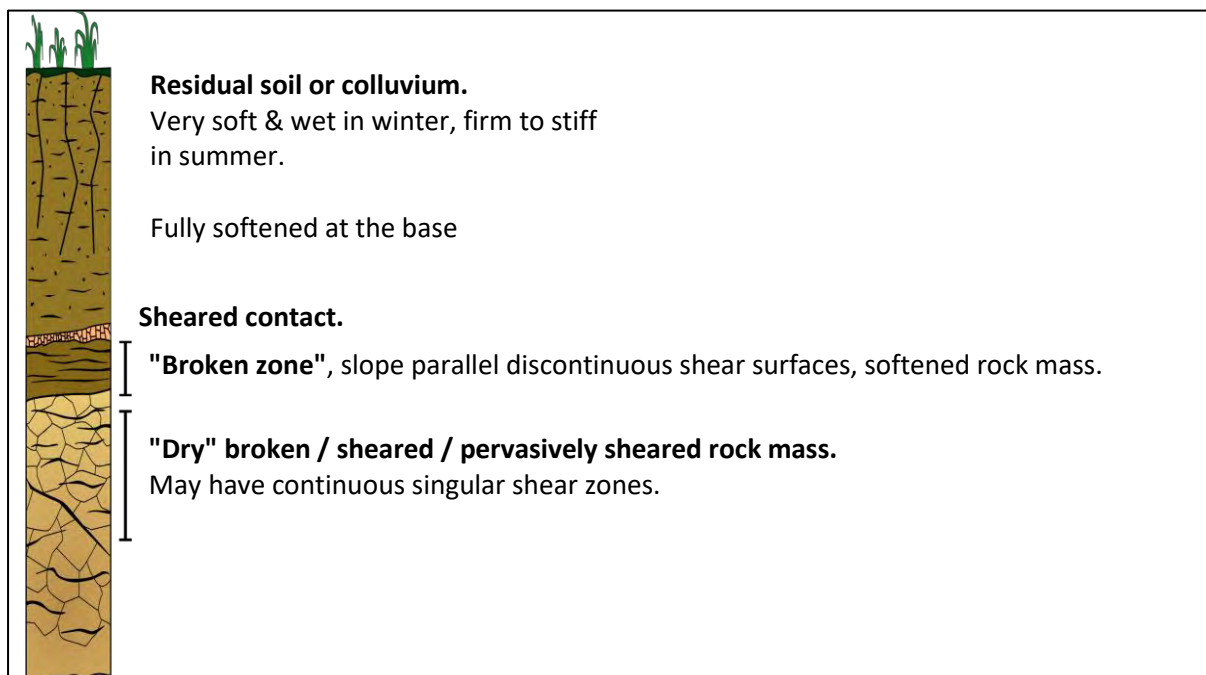 Residual soil or colluvium.
Very soft & wet in winter, firm to stiff
in summer.
Fully softened at the base
Sheared contact.
"Broken zone", slope parallel discontinuous shear surfaces, softened rock mass.
"Dry" broken / sheared / pervasively sheared rock mass.
May have continuous singular shear zones.